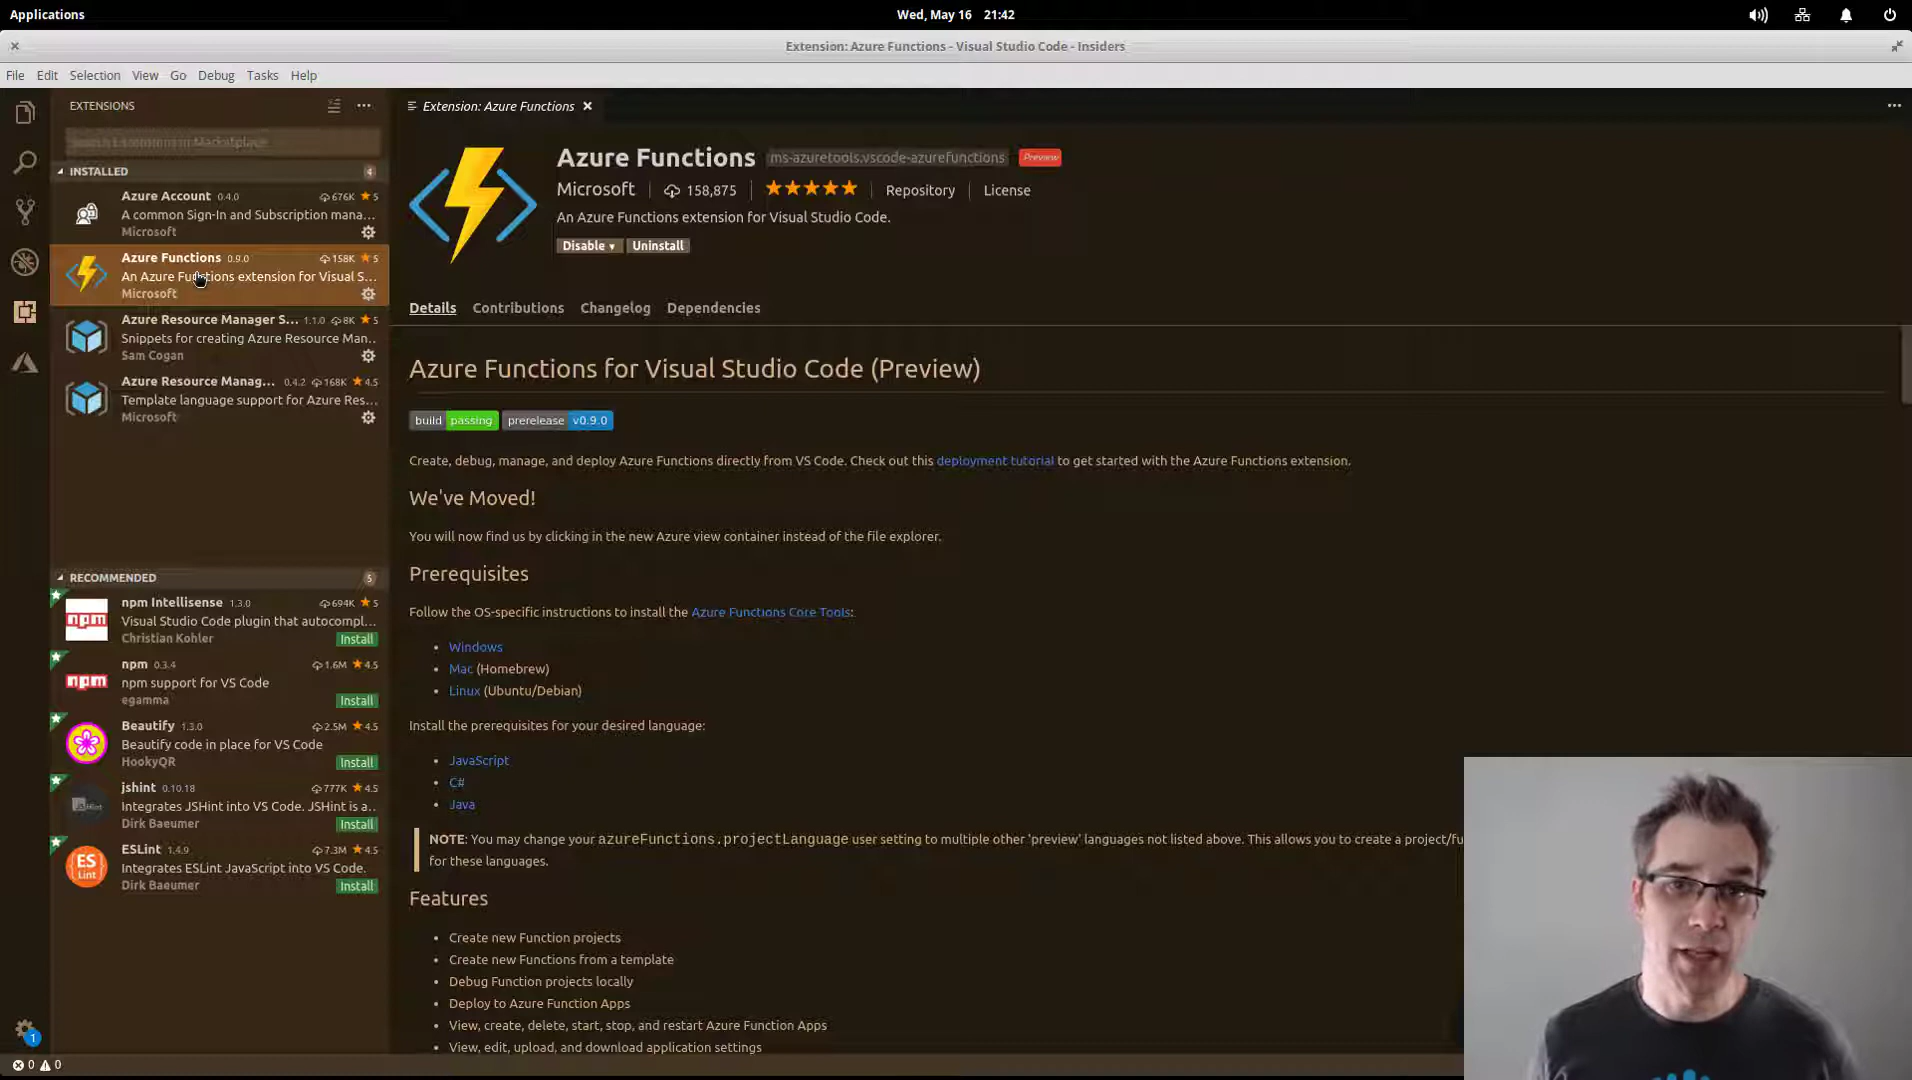 Applications
Wed, May 16 21:42
Extension: Azure Functions - Visual Studio Code - Insiders
File Edit Selection View Go Debug Tasks Help
EXTENSIONS
Search Extensions in Marketplace
INSTALLED 4
Azure Account 0.4.0 676K 5
A common Sign-In and Subscription mana...
Microsoft
Azure Functions 0.9.0 158K 5
An Azure Functions extension for Visual S...
Microsoft
Azure Resource Manager S... 1.1.0 8K 5
Snippets for creating Azure Resource Man...
Sam Cogan
Azure Resource Manag... 0.4.2 168K 4.5
Template language support for Azure Res...
Microsoft
RECOMMENDED 5
npm Intellisense 1.3.0 694K 5
Visual Studio Code plugin that autocompl...
Christian Kohler Install
npm 0.3.4 1.6M 4.5
npm support for VS Code
egamma Install
Beautify 1.3.0 2.5M 4.5
Beautify code in place for VS Code
HookyQR Install
jshint 0.10.18 777K 4.5
Integrates JSHint into VS Code. JSHint is a...
Dirk Baeumer Install
ESLint 1.4.9 7.3M 4.5
Integrates ESLint JavaScript into VS Code.
Dirk Baeumer Install
npm
npm
JSHint
ES
Lint
1
0 0
Extension: Azure Functions
Azure Functions ms-azuretools.vscode-azurefunctions Preview
Microsoft 158,875 Repository License
An Azure Functions extension for Visual Studio Code.
Disable Uninstall
Details Contributions Changelog Dependencies
Azure Functions for Visual Studio Code (Preview)
build passing prerelease v0.9.0
Create, debug, manage, and deploy Azure Functions directly from VS Code. Check out this deployment tutorial to get started with the Azure Functions extension.
We've Moved!
You will now find us by clicking in the new Azure view container instead of the file explorer.
Prerequisites
Follow the OS-specific instructions to install the Azure Functions Core Tools:
• Windows
• Mac (Homebrew)
• Linux (Ubuntu/Debian)
Install the prerequisites for your desired language:
• JavaScript
• C#
• Java
NOTE: You may change your azureFunctions.projectLanguage user setting to multiple other 'preview' languages not listed above. This allows you to create a project/fu
for these languages.
Features
• Create new Function projects
• Create new Functions from a template
• Debug Function projects locally
• Deploy to Azure Function Apps
• View, create, delete, start, stop, and restart Azure Function Apps
• View, edit, upload, and download application settings